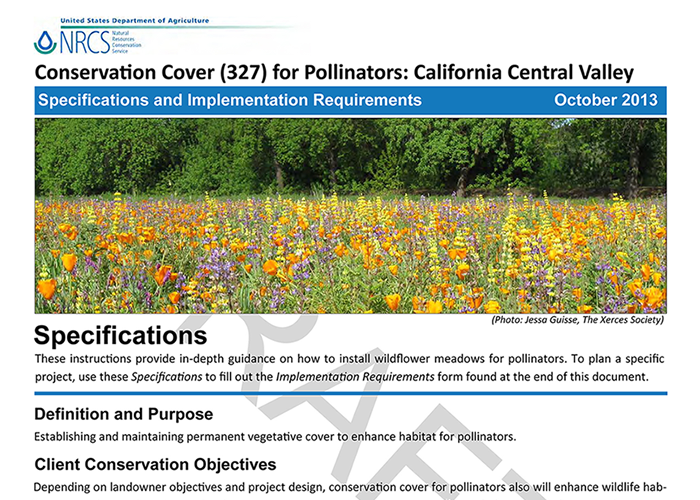 United States Department of Agriculture
NRCS
Natural
Resources
Conservation
Service
Conservation Cover (327) for Pollinators: California Central Valley
Specifications and Implementation Requirements October 2013
(Photo: Jessa Guisse, The Xerces Society)
Specifications
These instructions provide in-depth guidance on how to install wildflower meadows for pollinators. To plan a specific
project, use these Specifications to fill out the Implementation Requirements form found at the end of this document.
Definition and Purpose
Establishing and maintaining permanent vegetative cover to enhance habitat for pollinators.
Client Conservation Objectives
Depending on landowner objectives and project design, conservation cover for pollinators also will enhance wildlife hab-
DRAFT